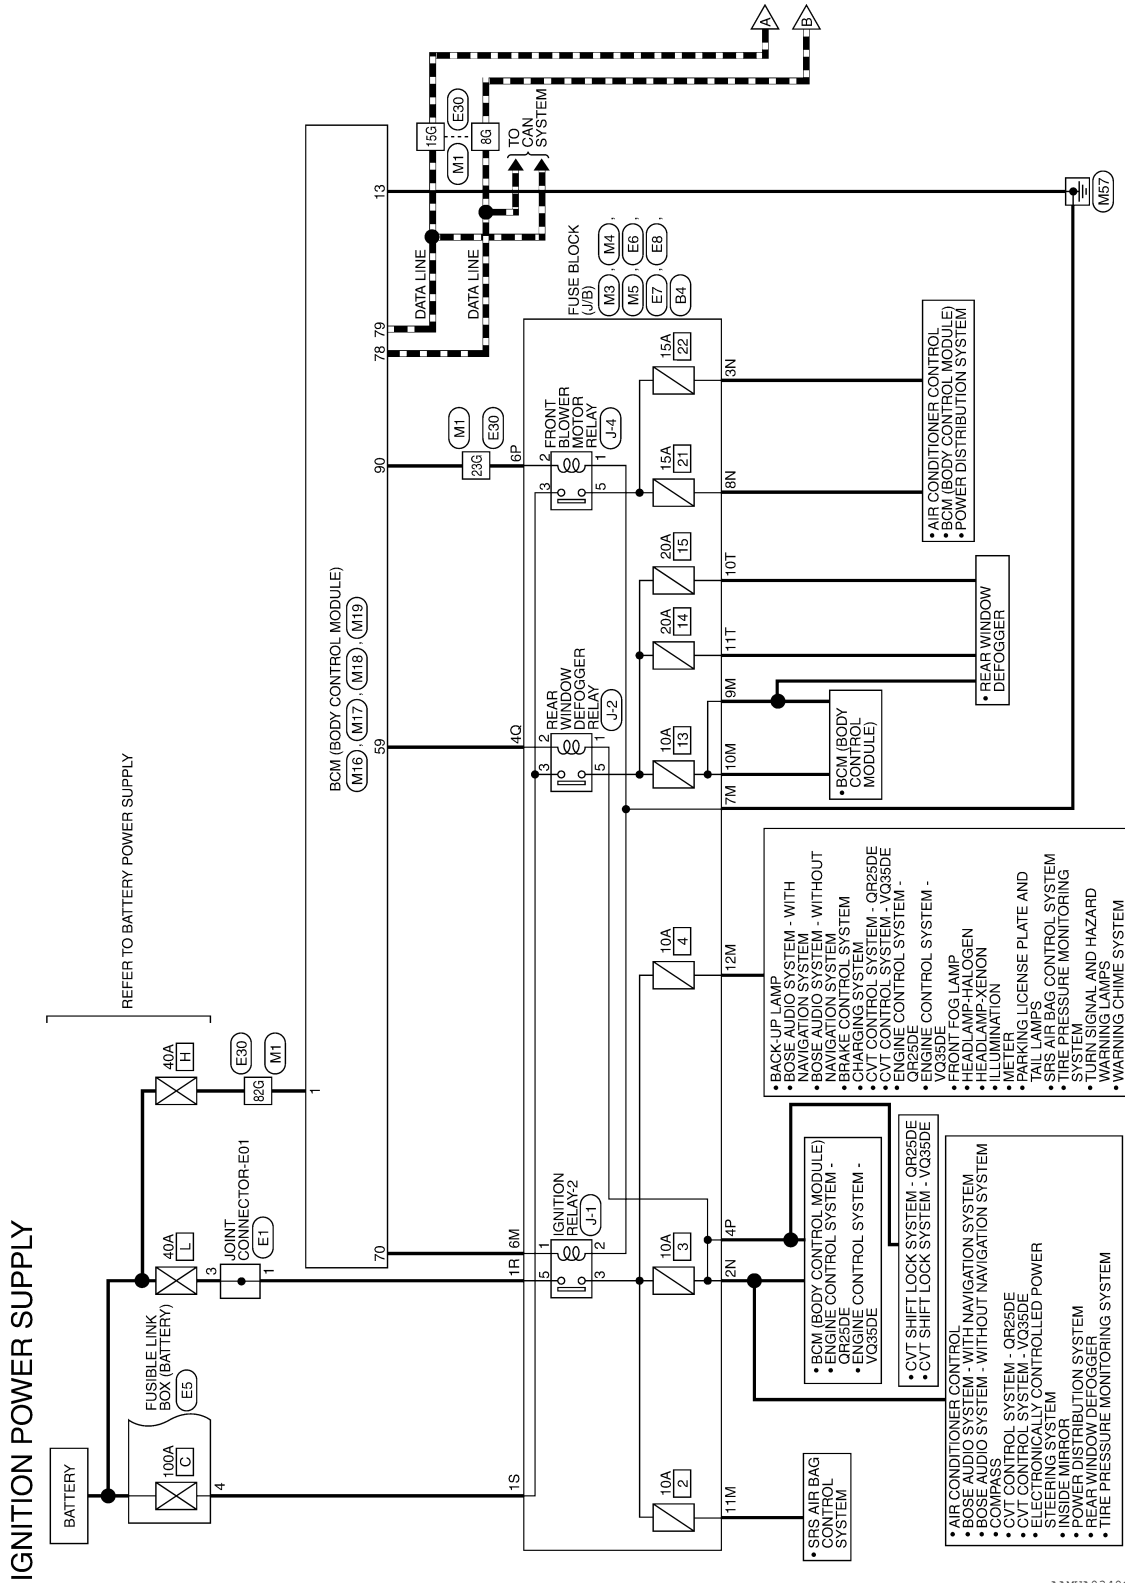 IGNITION POWER SUPPLY
BATTERY
REFER TO BATTERY POWER SUPPLY
100A
C
4
FUSIBLE LINK
BOX (BATTERY)
E5
40A
L
3
JOINT
CONNECTOR-E01
E1
1
40A
H
82G
E30
M1
1
BCM (BODY CONTROL MODULE)
M16 , M17 , M18 , M19
70
59
90
78
79
13
DATA LINE
DATA LINE
15G
8G
M1
E30
TO
CAN
SYSTEM
A
B
23G
M1
E30
1S
1R
6M
4Q
6P
FUSE BLOCK
(J/B)
M3 , M4 ,
M5 , E6 ,
E7 , E8 ,
B4
5
1
3
2
IGNITION
RELAY-2
J-1
3
2
5
1
REAR
WINDOW
DEFOGGER
RELAY
J-2
3
2
5
1
FRONT
BLOWER
MOTOR
RELAY
J-4
10A
2
10A
3
10A
4
10A
13
20A
14
20A
15
15A
21
15A
22
11M
2N
4P
12M
7M
10M
9M
11T
10T
8N
3N
M57
• SRS AIR BAG
CONTROL
SYSTEM
• AIR CONDITIONER CONTROL
• BOSE AUDIO SYSTEM - WITH NAVIGATION SYSTEM
• BOSE AUDIO SYSTEM - WITHOUT NAVIGATION SYSTEM
• COMPASS
• CVT CONTROL SYSTEM - QR25DE
• CVT CONTROL SYSTEM - VQ35DE
• ELECTRONICALLY CONTROLLED POWER
STEERING SYSTEM
• INSIDE MIRROR
• POWER DISTRIBUTION SYSTEM
• REAR WINDOW DEFOGGER
• TIRE PRESSURE MONITORING SYSTEM
• BCM (BODY CONTROL MODULE)
• ENGINE CONTROL SYSTEM -
QR25DE
• ENGINE CONTROL SYSTEM -
VQ35DE
• CVT SHIFT LOCK SYSTEM - QR25DE
• CVT SHIFT LOCK SYSTEM - VQ35DE
• BACK-UP LAMP
• BOSE AUDIO SYSTEM - WITH
NAVIGATION SYSTEM
• BOSE AUDIO SYSTEM - WITHOUT
NAVIGATION SYSTEM
• BRAKE CONTROL SYSTEM
• CHARGING SYSTEM
• CVT CONTROL SYSTEM - QR25DE
• CVT CONTROL SYSTEM - VQ35DE
• ENGINE CONTROL SYSTEM -
QR25DE
• ENGINE CONTROL SYSTEM -
VQ35DE
• FRONT FOG LAMP
• HEADLAMP-HALOGEN
• HEADLAMP-XENON
• ILLUMINATION
• METER
• PARKING LICENSE PLATE AND
TAIL LAMPS
• SRS AIR BAG CONTROL SYSTEM
• TIRE PRESSURE MONITORING
SYSTEM
• TURN SIGNAL AND HAZARD
WARNING LAMPS
• WARNING CHIME SYSTEM
• BCM (BODY
CONTROL
MODULE)
• REAR WINDOW
DEFOGGER
• AIR CONDITIONER CONTROL
• BCM (BODY CONTROL MODULE)
• POWER DISTRIBUTION SYSTEM